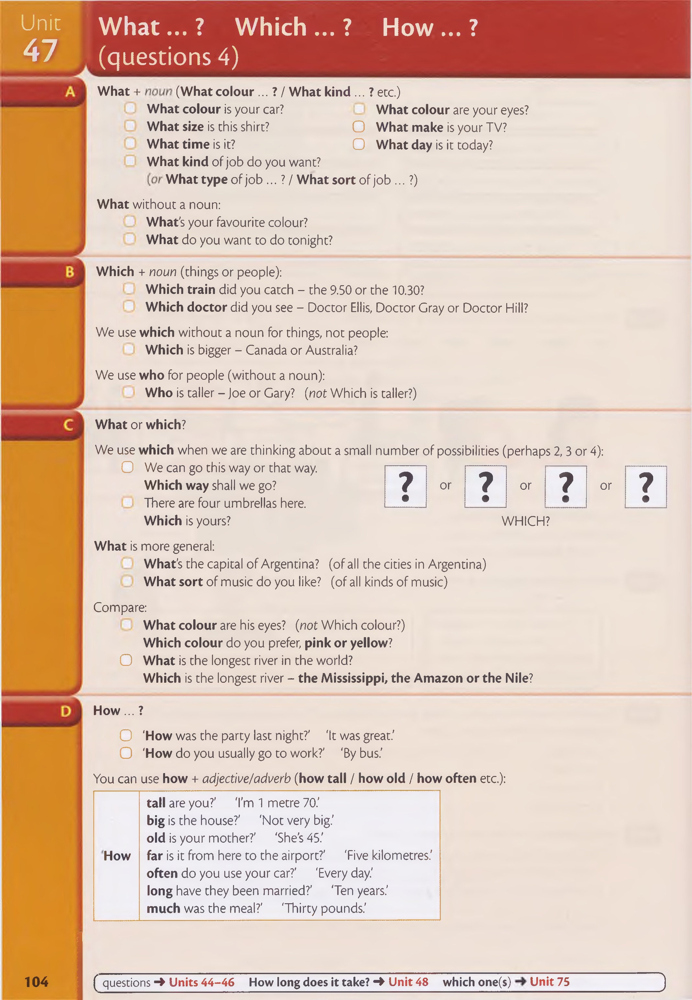 Unit
47
What ... ? Which ... ? How ... ?
(questions 4)
A
What + noun (What colour ... ? / What kind ... ? etc.)
What colour is your car? What colour are your eyes?
What size is this shirt? What make is your TV?
What time is it? What day is it today?
What kind of job do you want?
(or What type of job ... ? / What sort of job ... ?)
What without a noun:
What's your favourite colour?
What do you want to do tonight?
B
Which + noun (things or people):
Which train did you catch – the 9.50 or the 10.30?
Which doctor did you see – Doctor Ellis, Doctor Gray or Doctor Hill?
We use which without a noun for things, not people:
Which is bigger – Canada or Australia?
We use who for people (without a noun):
Who is taller – Joe or Gary? (not Which is taller?)
C
What or which?
We use which when we are thinking about a small number of possibilities (perhaps 2, 3 or 4):
We can go this way or that way.
Which way shall we go?
There are four umbrellas here.
Which is yours?
? or ? or ? or ?
WHICH?
What is more general:
What's the capital of Argentina? (of all the cities in Argentina)
What sort of music do you like? (of all kinds of music)
Compare:
What colour are his eyes? (not Which colour?)
Which colour do you prefer, pink or yellow?
What is the longest river in the world?
Which is the longest river – the Mississippi, the Amazon or the Nile?
D
How ... ?
'How was the party last night?' 'It was great.'
'How do you usually go to work?' 'By bus.'
You can use how + adjective/adverb (how tall / how old / how often etc.):
'How
tall are you?' 'I'm 1 metre 70.'
big is the house?' 'Not very big.'
old is your mother?' 'She's 45.'
far is it from here to the airport?' 'Five kilometres.'
often do you use your car?' 'Every day.'
long have they been married?' 'Ten years.'
much was the meal?' 'Thirty pounds.'
104
questions ➜ Units 44–46 How long does it take? ➜ Unit 48 which one(s) ➜ Unit 75